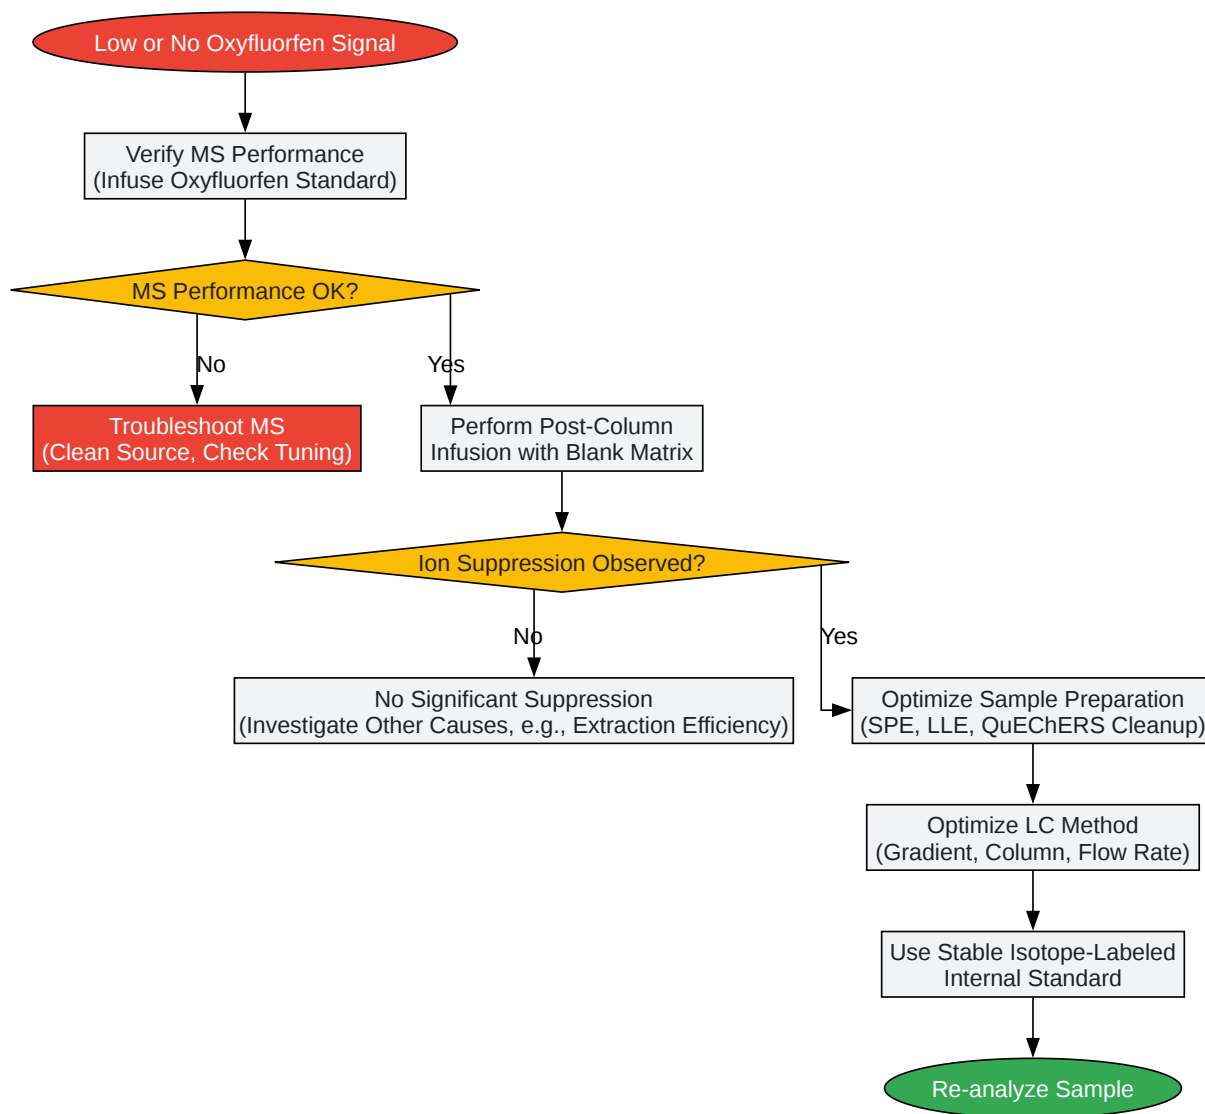 Low or No Oxyfluorfen Signal
Verify MS Performance
(Infuse Oxyfluorfen Standard)
MS Performance OK?
No
Yes
Troubleshoot MS
(Clean Source, Check Tuning)
Perform Post-Column
Infusion with Blank Matrix
Ion Suppression Observed?
No
Yes
No Significant Suppression
(Investigate Other Causes, e.g., Extraction Efficiency)
Optimize Sample Preparation
(SPE, LLE, QuEChERS Cleanup)
Optimize LC Method
(Gradient, Column, Flow Rate)
Use Stable Isotope-Labeled
Internal Standard
Re-analyze Sample